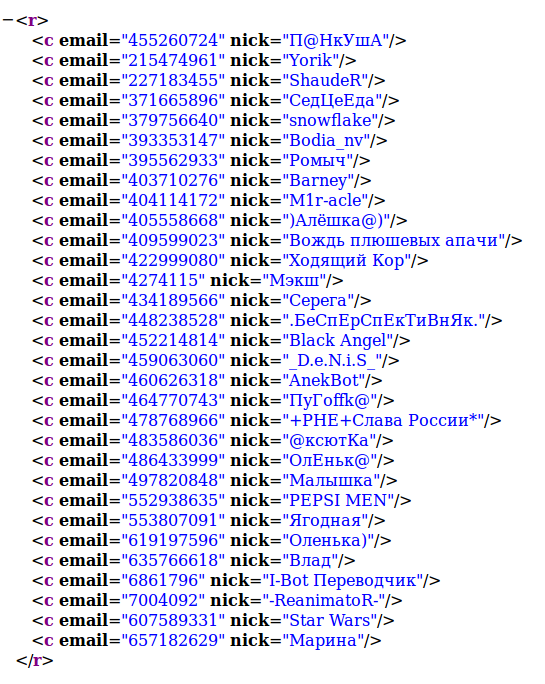 −<r>
<c email="455260724" nick="П@НкУшА"/>
<c email="215474961" nick="Yorik"/>
<c email="227183455" nick="ShaudeR"/>
<c email="371665896" nick="СедЦеЕда"/>
<c email="379756640" nick="snowflake"/>
<c email="393353147" nick="Bodia_nv"/>
<c email="395562933" nick="Ромыч"/>
<c email="403710276" nick="Barney"/>
<c email="404114172" nick="M1r-acle"/>
<c email="405558668" nick=")Алёшка@)"/>
<c email="409599023" nick="Вождь плюшевых апачи"/>
<c email="422999080" nick="Ходящий Кор"/>
<c email="4274115" nick="Мэкш"/>
<c email="434189566" nick="Серега"/>
<c email="448238528" nick=".БеСпЕрСпЕкТиВнЯк."/>
<c email="452214814" nick="Black Angel"/>
<c email="459063060" nick="_D.e.N.i.S_"/>
<c email="460626318" nick="AnekBot"/>
<c email="464770743" nick="ПуГоffk@"/>
<c email="478768966" nick="+РНЕ+Слава России*"/>
<c email="483586036" nick="@ксютКа"/>
<c email="486433999" nick="ОлЕньк@"/>
<c email="497820848" nick="Малышка"/>
<c email="552938635" nick="PEPSI MEN"/>
<c email="553807091" nick="Ягодная"/>
<c email="619197596" nick="Оленька)"/>
<c email="635766618" nick="Влад"/>
<c email="6861796" nick="I-Bot Переводчик"/>
<c email="7004092" nick="-ReanimatoR-"/>
<c email="607589331" nick="Star Wars"/>
<c email="657182629" nick="Марина"/>
</r>